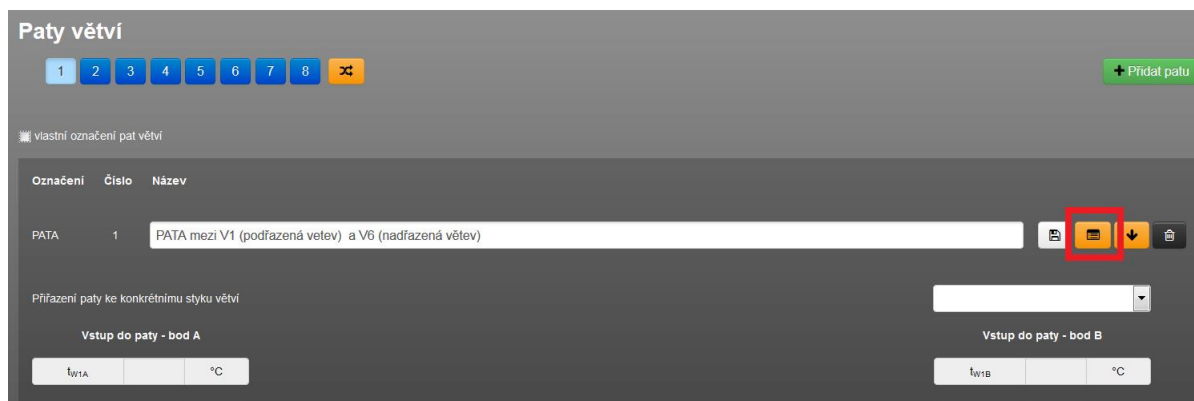 Paty větví
1 2 3 4 5 6 7 8
Přidat patu
vlastní označení pat větví
Označení Číslo Název
PATA 1 PATA mezi V1 (podřazená vetev) a V6 (nadřazená větev)
Přiřazení paty ke konkrétnímu styku větví
Vstup do paty - bod A Vstup do paty - bod B
tW1A °C tW1B °C